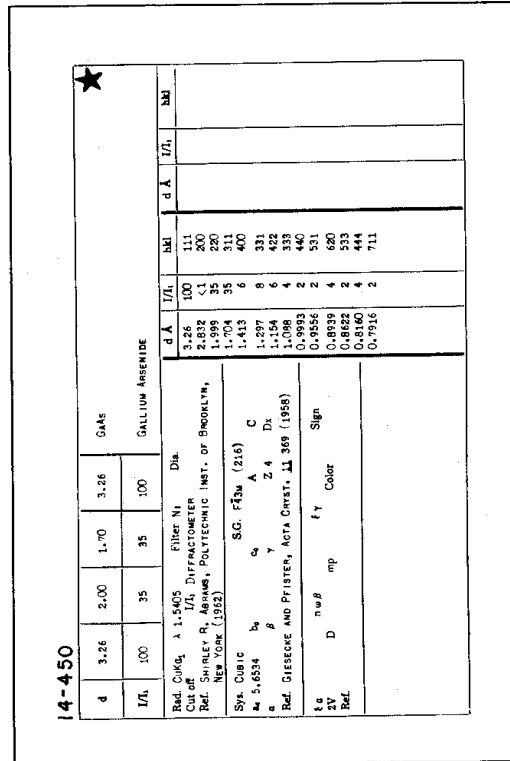 14-450
d 3.26 2.00 1.70 3.26 GaAs
I/I₁ 100 35 35 100 GALLIUM ARSENIDE
Rad. CuKα₁ λ 1.5405 Filter Ni Dia.
Cut off I/I₁ DIFFRACTOMETER
Ref. SHIRLEY R. ABRAMS, POLYTECHNIC INST. OF BROOKLYN,
NEW YORK (1962)
Sys. CUBIC S.G. F4̄3M (216)
a₀ 5.6534 b₀ c₀ A C
α β γ Z 4 Dx
Ref. GIESECKE AND PFISTER, ACTA CRYST. 11 369 (1958)
ε α n ω β ε γ Sign
2V D mp Color
Ref.
d Å I/I₁ hkl d Å I/I₁ hkl
3.26 100 111
2.832 <1 200
1.999 35 220
1.704 35 311
1.413 6 400
1.297 8 331
1.154 6 422
1.088 4 333
0.9993 2 440
0.9556 2 531
0.8939 4 620
0.8622 2 533
0.8160 4 444
0.7916 2 711